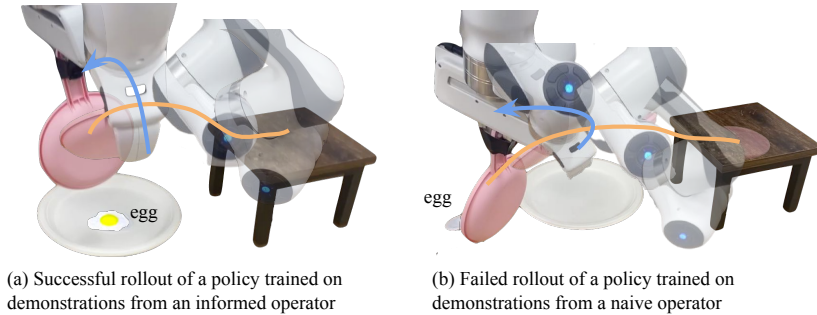 egg
egg
(a) Successful rollout of a policy trained on
demonstrations from an informed operator
(b) Failed rollout of a policy trained on
demonstrations from a naive operator